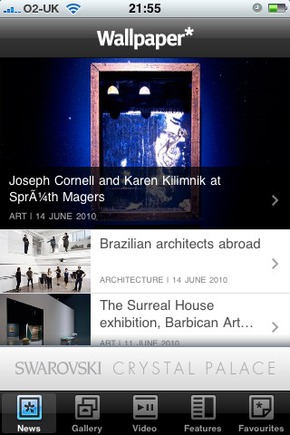 O2-UK 21:55
Wallpaper*
Joseph Cornell and Karen Kilimnik at
SprÃ¼th Magers
ART | 14 JUNE 2010
Brazilian architects abroad
ARCHITECTURE | 14 JUNE 2010
The Surreal House
exhibition, Barbican Art…
ART | 11 JUNE 2010
SWAROVSKI CRYSTAL PALACE
News Gallery Video Features Favourites